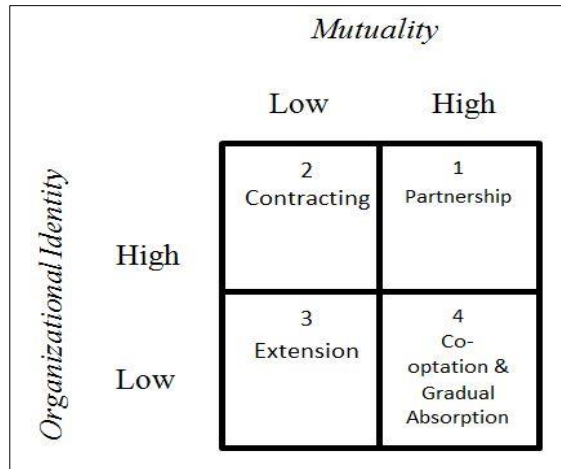 Mutuality
Low High
Organizational Identity
High
2
Contracting
1
Partnership
Low
3
Extension
4
Co-
optation &
Gradual
Absorption